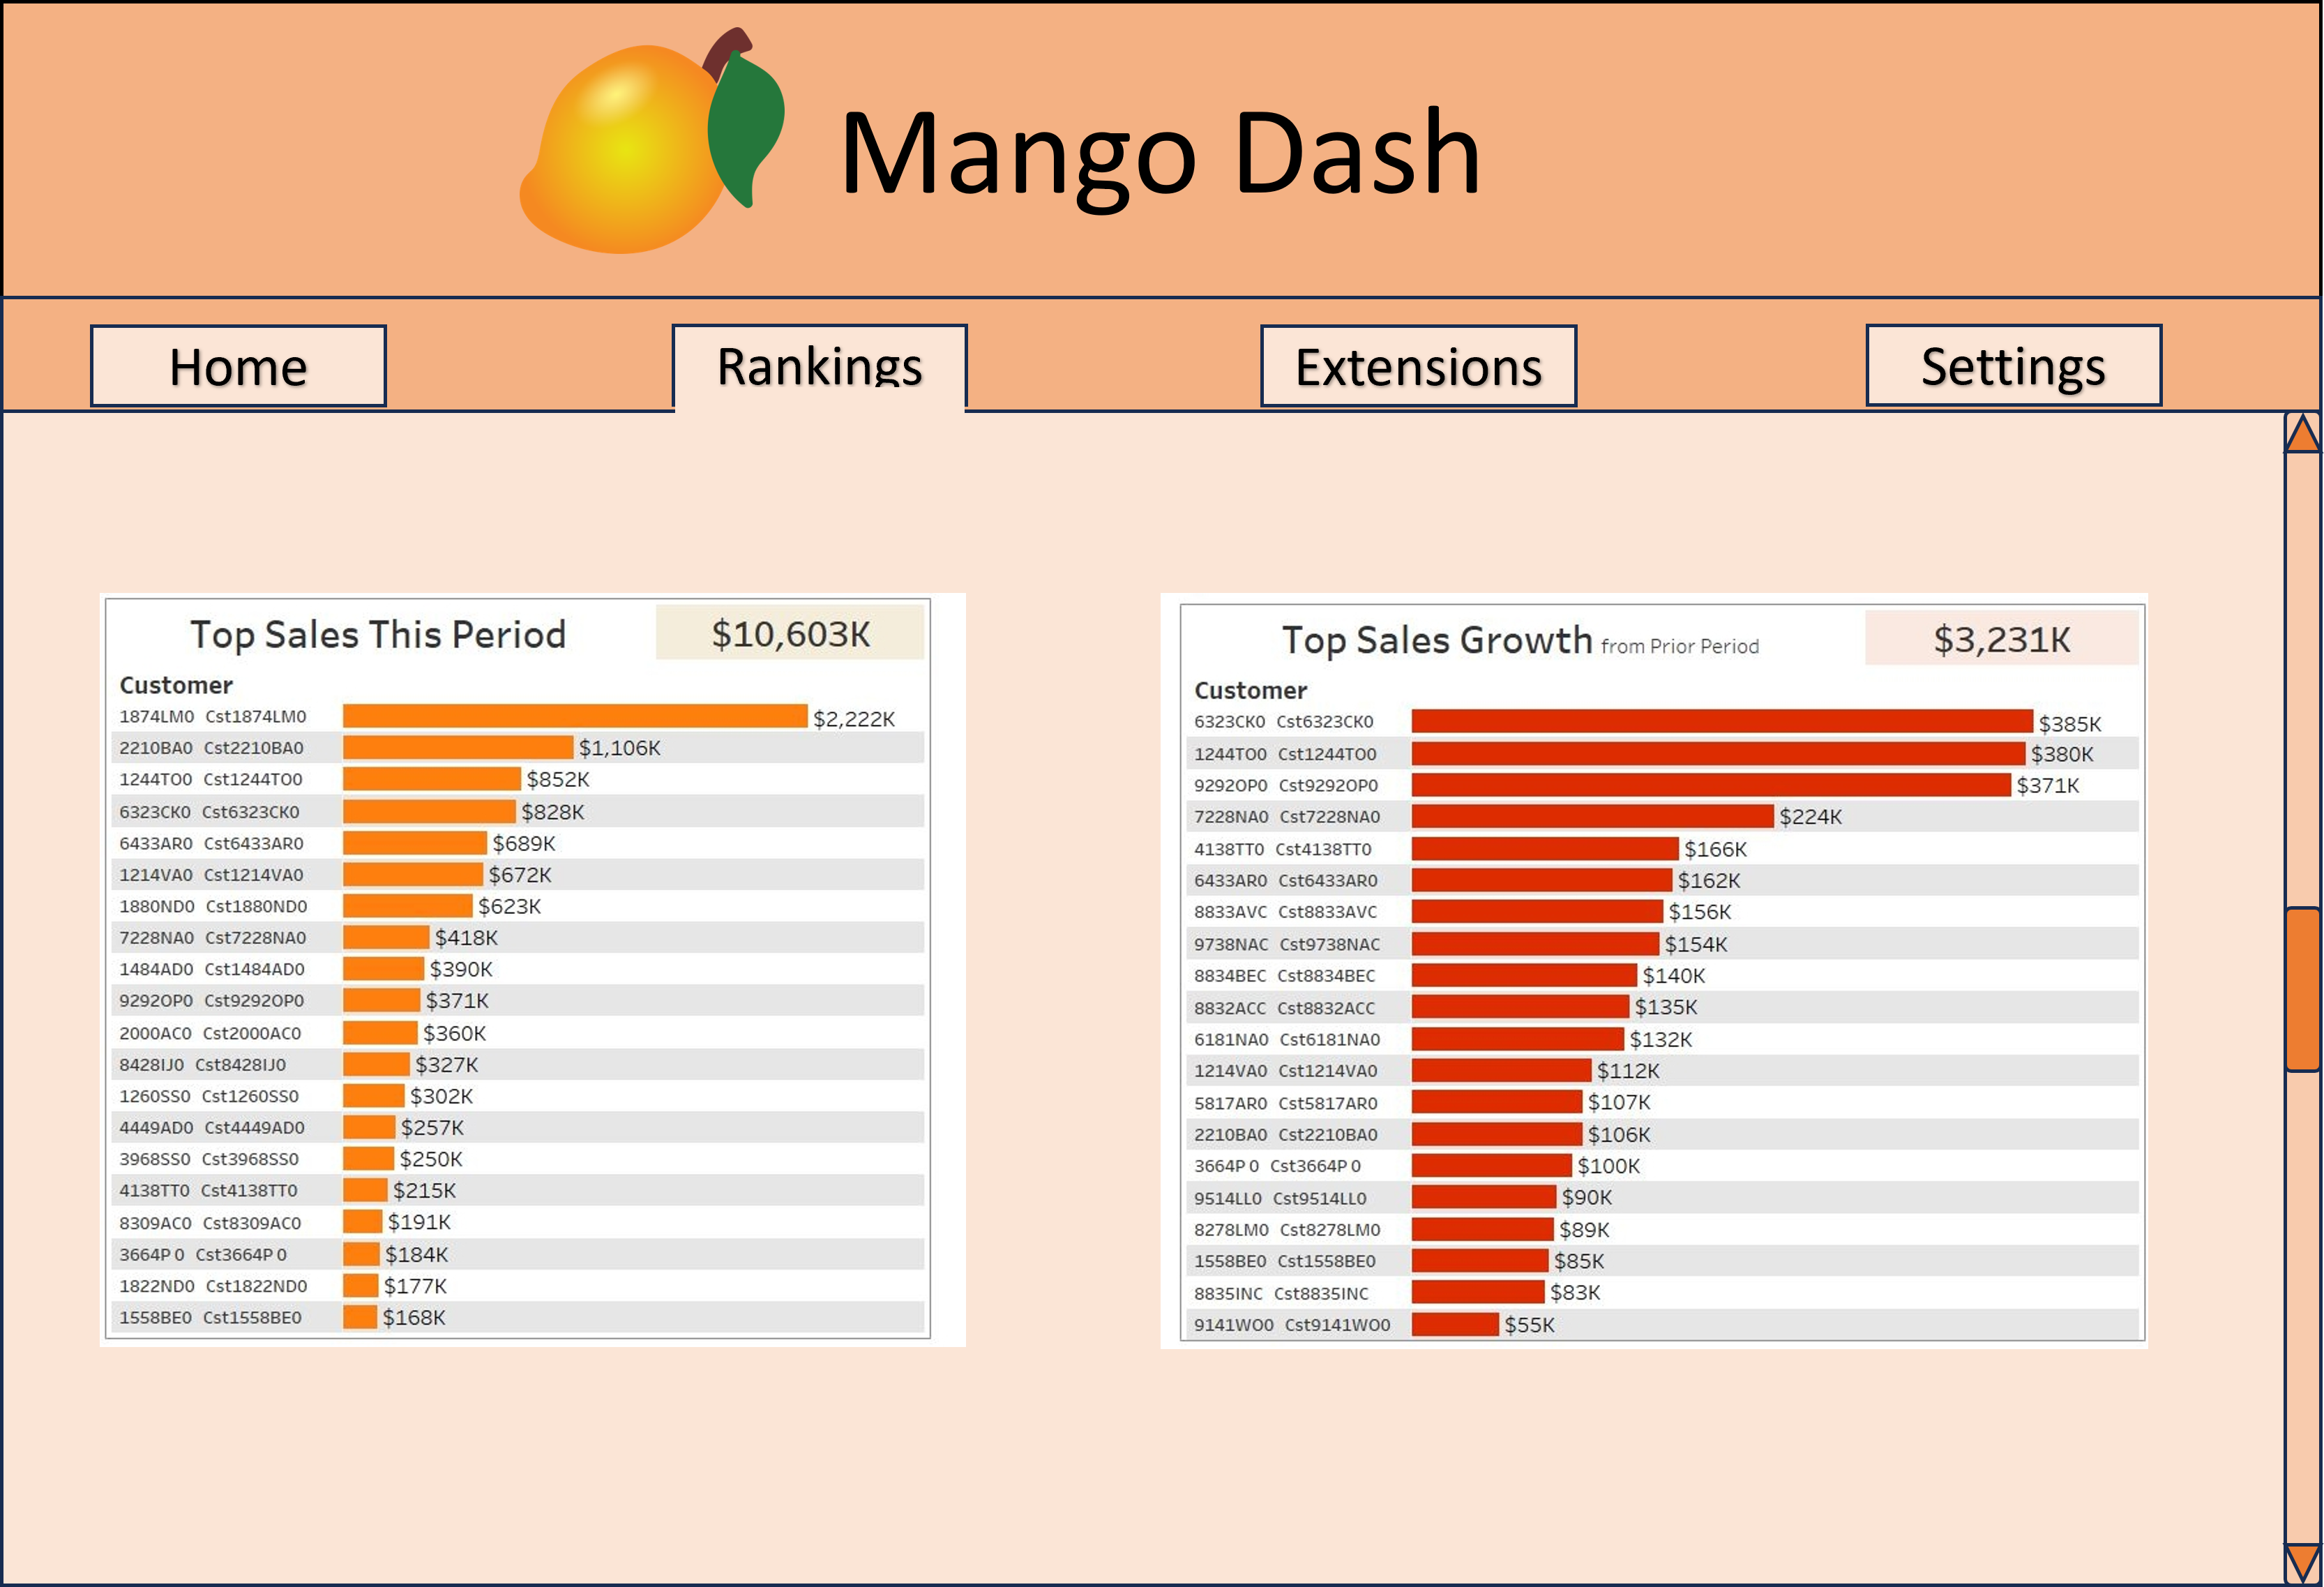 Mango Dash
Home
Rankings
Extensions
Settings
Top Sales This Period
$10,603K
Customer
1874LM0 Cst1874LM0 $2,222K
2210BA0 Cst2210BA0 $1,106K
1244TO0 Cst1244TO0 $852K
6323CK0 Cst6323CK0 $828K
6433AR0 Cst6433AR0 $689K
1214VA0 Cst1214VA0 $672K
1880ND0 Cst1880ND0 $623K
7228NA0 Cst7228NA0 $418K
1484AD0 Cst1484AD0 $390K
9292OP0 Cst9292OP0 $371K
2000AC0 Cst2000AC0 $360K
8428IJ0 Cst8428IJ0 $327K
1260SS0 Cst1260SS0 $302K
4449AD0 Cst4449AD0 $257K
3968SS0 Cst3968SS0 $250K
4138TT0 Cst4138TT0 $215K
8309AC0 Cst8309AC0 $191K
3664P 0 Cst3664P 0 $184K
1822ND0 Cst1822ND0 $177K
1558BE0 Cst1558BE0 $168K
Top Sales Growth from Prior Period
$3,231K
Customer
6323CK0 Cst6323CK0 $385K
1244TO0 Cst1244TO0 $380K
9292OP0 Cst9292OP0 $371K
7228NA0 Cst7228NA0 $224K
4138TT0 Cst4138TT0 $166K
6433AR0 Cst6433AR0 $162K
8833AVC Cst8833AVC $156K
9738NAC Cst9738NAC $154K
8834BEC Cst8834BEC $140K
8832ACC Cst8832ACC $135K
6181NA0 Cst6181NA0 $132K
1214VA0 Cst1214VA0 $112K
5817AR0 Cst5817AR0 $107K
2210BA0 Cst2210BA0 $106K
3664P 0 Cst3664P 0 $100K
9514LL0 Cst9514LL0 $90K
8278LM0 Cst8278LM0 $89K
1558BE0 Cst1558BE0 $85K
8835INC Cst8835INC $83K
9141WO0 Cst9141WO0 $55K